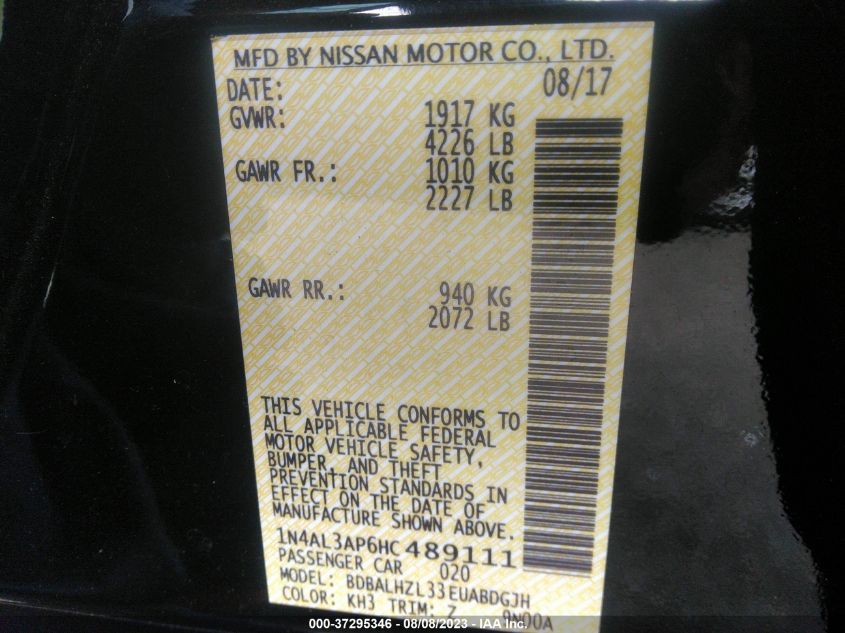 MFD BY NISSAN MOTOR CO., LTD.
DATE: 08/17
GVWR: 1917 KG
4226 LB
GAWR FR.: 1010 KG
2227 LB
GAWR RR.: 940 KG
2072 LB
THIS VEHICLE CONFORMS TO
ALL APPLICABLE FEDERAL
MOTOR VEHICLE SAFETY,
BUMPER, AND THEFT
PREVENTION STANDARDS IN
EFFECT ON THE DATE OF
MANUFACTURE SHOWN ABOVE.
1N4AL3AP6HC489111
PASSENGER CAR 020
MODEL: BDBALHZL33EUABDGJH
COLOR: KH3 TRIM: Z 9N00A
000-37295346 - 08/08/2023 - IAA Inc.